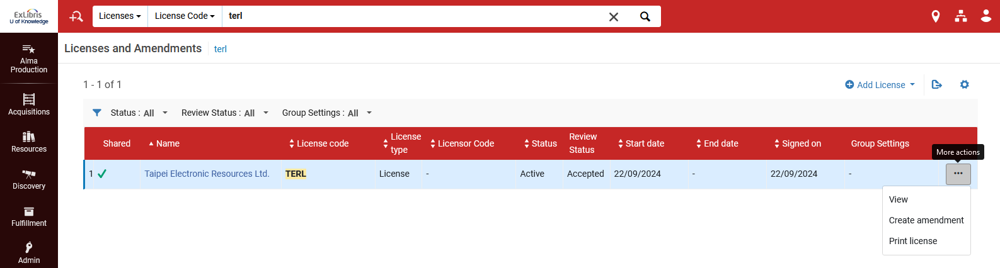 ExLibris
U of Knowledge
Licenses
License Code
terl
Licenses and Amendments
terl
Alma
Production
Acquisitions
Resources
Discovery
Fulfillment
Admin
1 - 1 of 1
Add License
Status : All
Review Status : All
Group Settings : All
Shared
Name
License code
License
type
Licensor Code
Status
Review
Status
Start date
End date
Signed on
Group Settings
More actions
1
Taipei Electronic Resources Ltd.
TERL
License
-
Active
Accepted
22/09/2024
-
22/09/2024
-
View
Create amendment
Print license